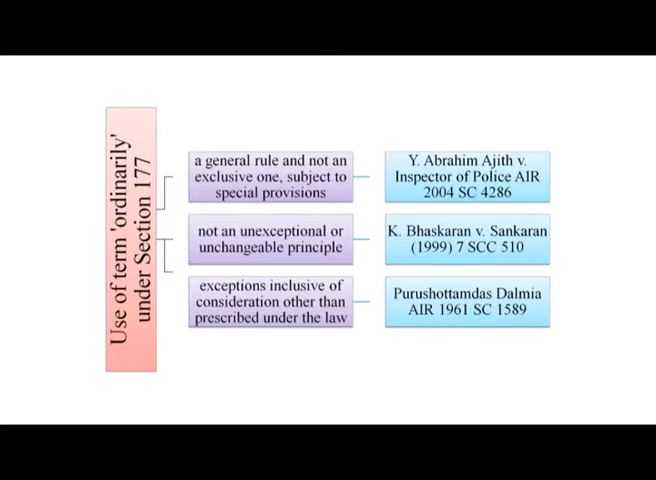 Use of term 'ordinarily'
under Section 177
a general rule and not an
exclusive one, subject to
special provisions
Y. Abrahim Ajith v.
Inspector of Police AIR
2004 SC 4286
not an unexceptional or
unchangeable principle
K. Bhaskaran v. Sankaran
(1999) 7 SCC 510
exceptions inclusive of
consideration other than
prescribed under the law
Purushottamdas Dalmia
AIR 1961 SC 1589